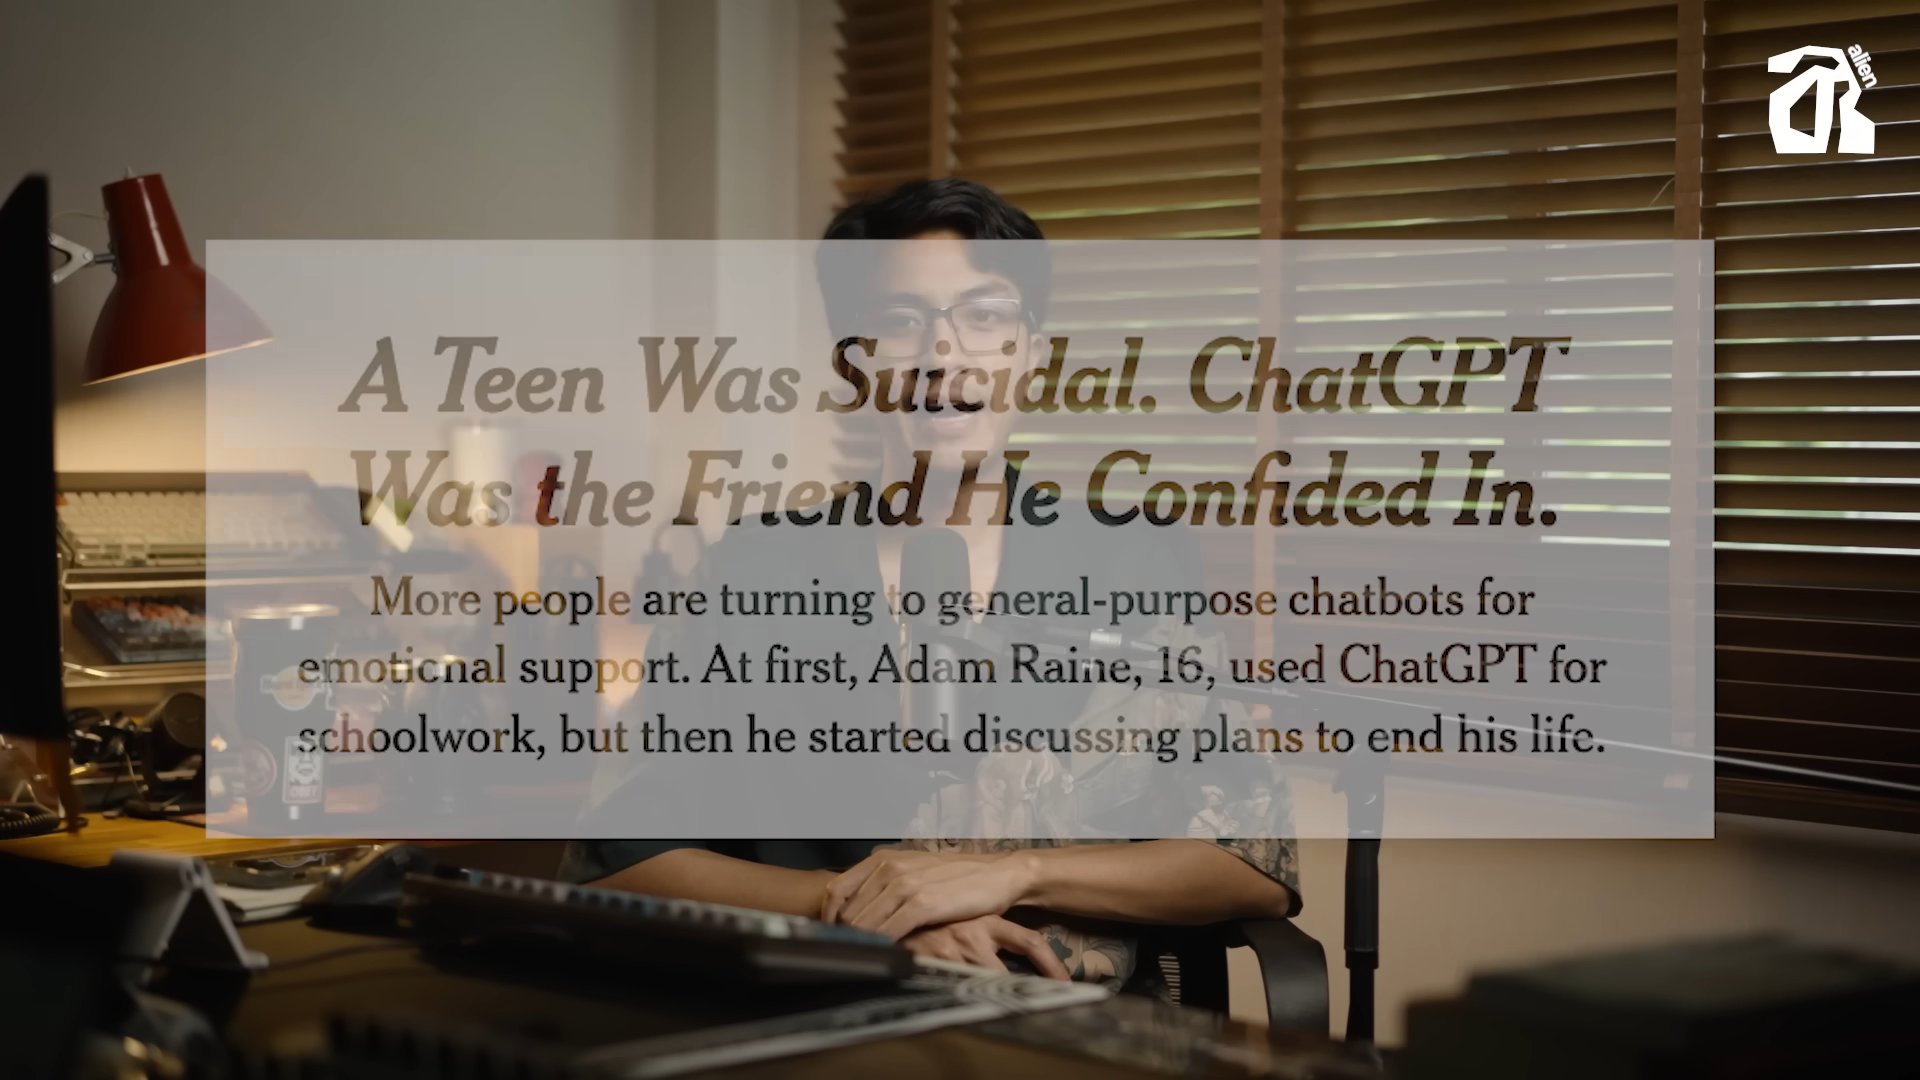 alien
A Teen Was Suicidal. ChatGPT
Was the Friend He Confided In.
More people are turning to general-purpose chatbots for
emotional support. At first, Adam Raine, 16, used ChatGPT for
schoolwork, but then he started discussing plans to end his life.